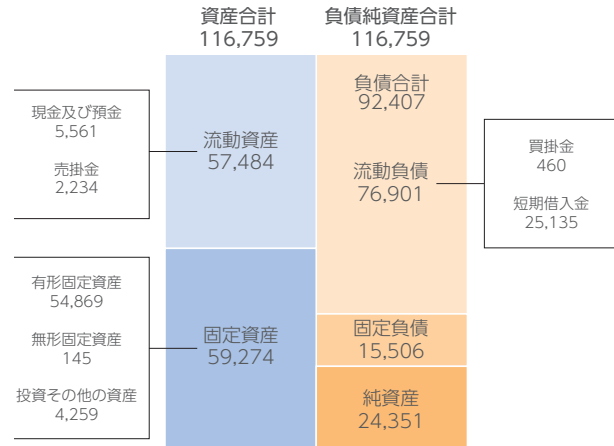 資産合計
116,759
負債純資産合計
116,759
現金及び預金
5,561
売掛金
2,234
流動資産
57,484
負債合計
92,407
流動負債
76,901
買掛金
460
短期借入金
25,135
有形固定資産
54,869
無形固定資産
145
投資その他の資産
4,259
固定資産
59,274
固定負債
15,506
純資産
24,351